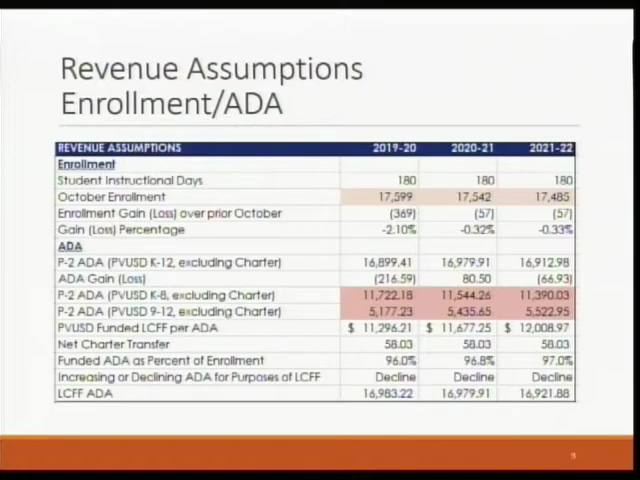 Revenue Assumptions
Enrollment/ADA
REVENUE ASSUMPTIONS 2019-20 2020-21 2021-22
Enrollment
Student Instructional Days 180 180 180
October Enrollment 17,599 17,542 17,485
Enrollment Gain (Loss) over prior October (369) (57) (57)
Gain (Loss) Percentage -2.10% -0.32% -0.33%
ADA
P-2 ADA (PVUSD K-12, excluding Charter) 16,899.41 16,979.91 16,912.98
ADA Gain (Loss) (216.59) 80.50 (66.93)
P-2 ADA (PVUSD K-8, excluding Charter) 11,722.18 11,544.26 11,390.03
P-2 ADA (PVUSD 9-12, excluding Charter) 5,177.23 5,435.65 5,522.95
PVUSD Funded LCFF per ADA $ 11,296.21 $ 11,677.25 $ 12,008.97
Net Charter Transfer 58.03 58.03 58.03
Funded ADA as Percent of Enrollment 96.0% 96.8% 97.0%
Increasing or Declining ADA for Purposes of LCFF Decline Decline Decline
LCFF ADA 16,983.22 16,979.91 16,921.88
9